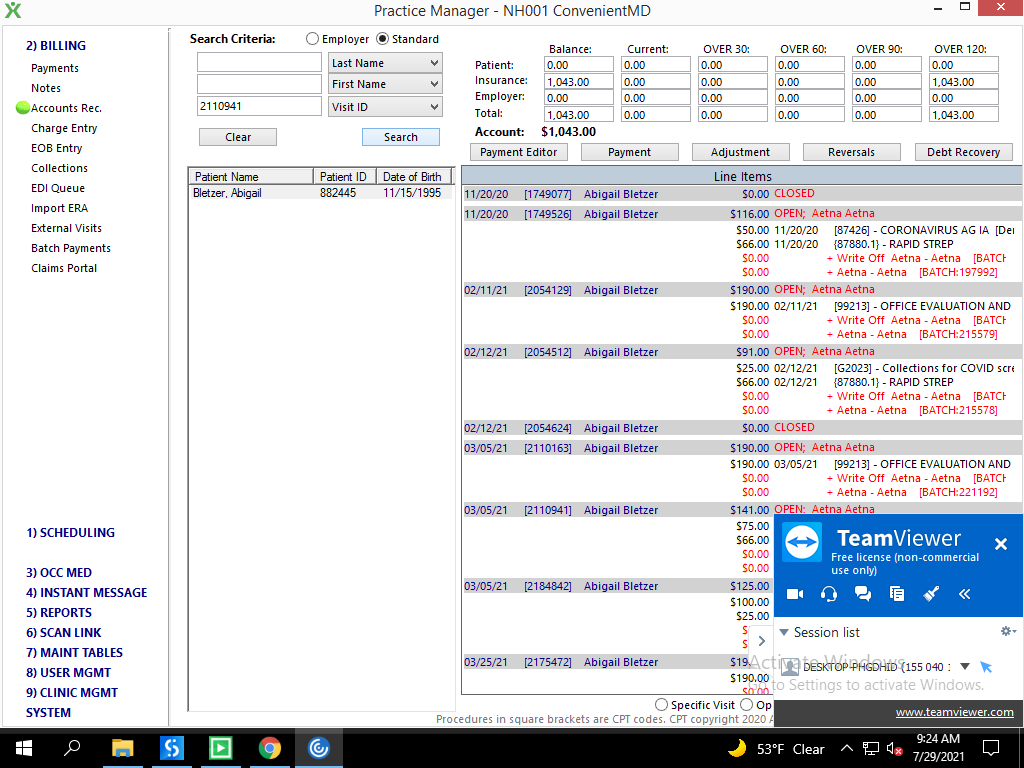 Practice Manager - NH001 ConvenientMD
2) BILLING
Payments
Notes
Accounts Rec.
Charge Entry
EOB Entry
Collections
EDI Queue
Import ERA
External Visits
Batch Payments
Claims Portal
1) SCHEDULING
3) OCC MED
4) INSTANT MESSAGE
5) REPORTS
6) SCAN LINK
7) MAINT TABLES
8) USER MGMT
9) CLINIC MGMT
SYSTEM
Search Criteria: Employer Standard
Last Name
First Name
2110941 Visit ID
Clear Search
Patient Name Patient ID Date of Birth
Bletzer, Abigail 882445 11/15/1995
Balance: Current: OVER 30: OVER 60: OVER 90: OVER 120:
Patient: 0.00 0.00 0.00 0.00 0.00 0.00
Insurance: 1,043.00 0.00 0.00 0.00 0.00 1,043.00
Employer: 0.00 0.00 0.00 0.00 0.00 0.00
Total: 1,043.00 0.00 0.00 0.00 0.00 1,043.00
Account: $1,043.00
Payment Editor Payment Adjustment Reversals Debt Recovery
Line Items
11/20/20 [1749077] Abigail Bletzer $0.00 CLOSED
11/20/20 [1749526] Abigail Bletzer $116.00 OPEN; Aetna Aetna
$50.00 11/20/20 [87426] - CORONAVIRUS AG IA [De
$66.00 11/20/20 {87880.1} - RAPID STREP
$0.00 + Write Off Aetna - Aetna [BATCH
$0.00 + Aetna - Aetna [BATCH:197992]
02/11/21 [2054129] Abigail Bletzer $190.00 OPEN; Aetna Aetna
$190.00 02/11/21 [99213] - OFFICE EVALUATION AND
$0.00 + Write Off Aetna - Aetna [BATCH
$0.00 + Aetna - Aetna [BATCH:215579]
02/12/21 [2054512] Abigail Bletzer $91.00 OPEN; Aetna Aetna
$25.00 02/12/21 [G2023] - Collections for COVID scre
$66.00 02/12/21 {87880.1} - RAPID STREP
$0.00 + Write Off Aetna - Aetna [BATCH
$0.00 + Aetna - Aetna [BATCH:215578]
02/12/21 [2054624] Abigail Bletzer $0.00 CLOSED
03/05/21 [2110163] Abigail Bletzer $190.00 OPEN; Aetna Aetna
$190.00 03/05/21 [99213] - OFFICE EVALUATION AND
$0.00 + Write Off Aetna - Aetna [BATCH
$0.00 + Aetna - Aetna [BATCH:221192]
03/05/21 [2110941] Abigail Bletzer $141.00 OPEN; Aetna Aetna
$75.00
$66.00
$0.00
$0.00
03/05/21 [2184842] Abigail Bletzer $125.00
$100.00
$25.00
$
$
03/25/21 [2175472] Abigail Bletzer $19
$190.00
$0.00
Specific Visit Op
Procedures in square brackets are CPT codes. CPT copyright 2020 A
TeamViewer
Free license (non-commercial
use only)
Session list
DESKTOP-PHGDHLD (155 040
www.teamviewer.com
Activate Windows
Go to Settings to activate Windows.
53°F Clear
9:24 AM
7/29/2021